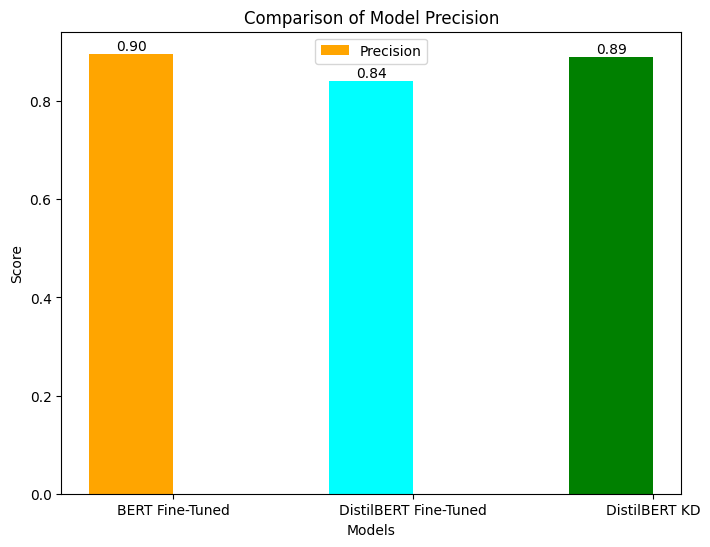 Comparison of Model Precision
0.90
0.84
0.89
Precision
Score
0.8
0.6
0.4
0.2
0.0
BERT Fine-Tuned
DistilBERT Fine-Tuned
DistilBERT KD
Models